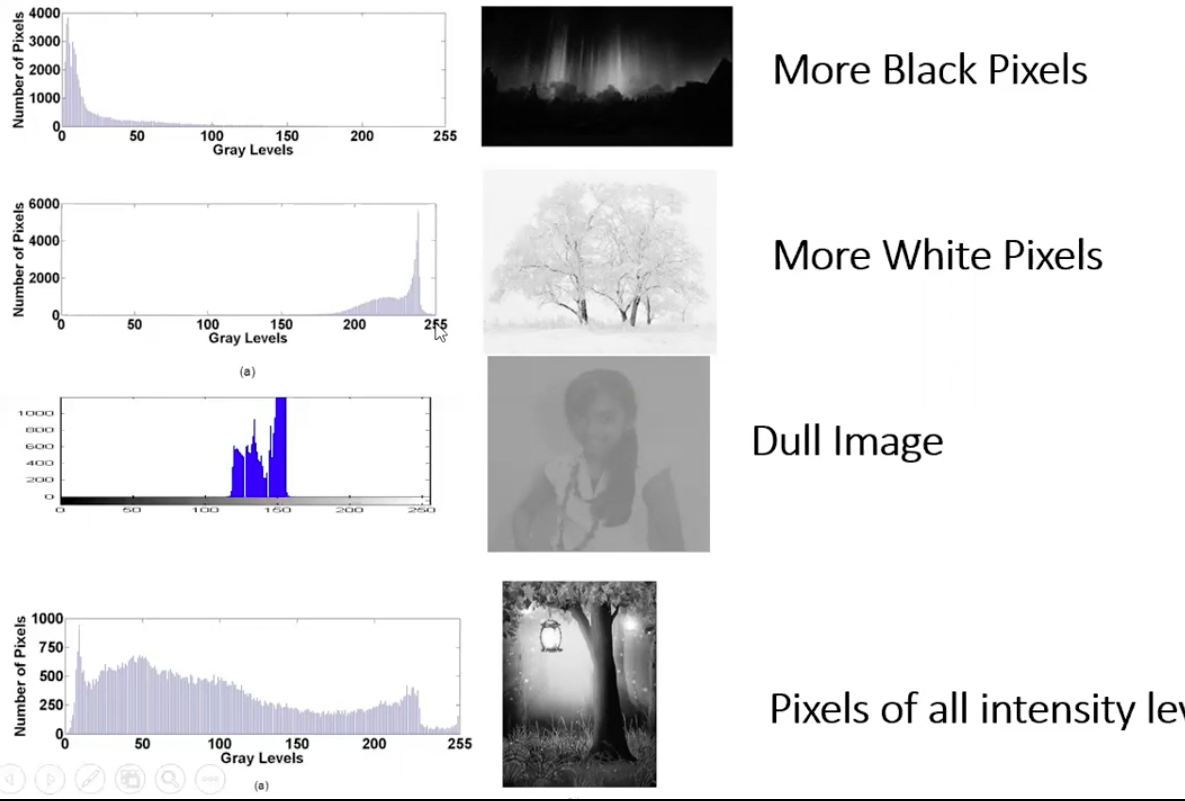 4000
3000
2000
1000
0
Number of Pixels
0 50 100 150 200 255
Gray Levels
More Black Pixels
6000
4000
2000
0
Number of Pixels
0 50 100 150 200 255
Gray Levels
(a)
More White Pixels
1000
800
600
400
200
0
0 50 100 150 200 250
Dull Image
1000
750
500
250
0
Number of Pixels
0 50 100 150 200 255
Gray Levels
(a)
Pixels of all intensity lev